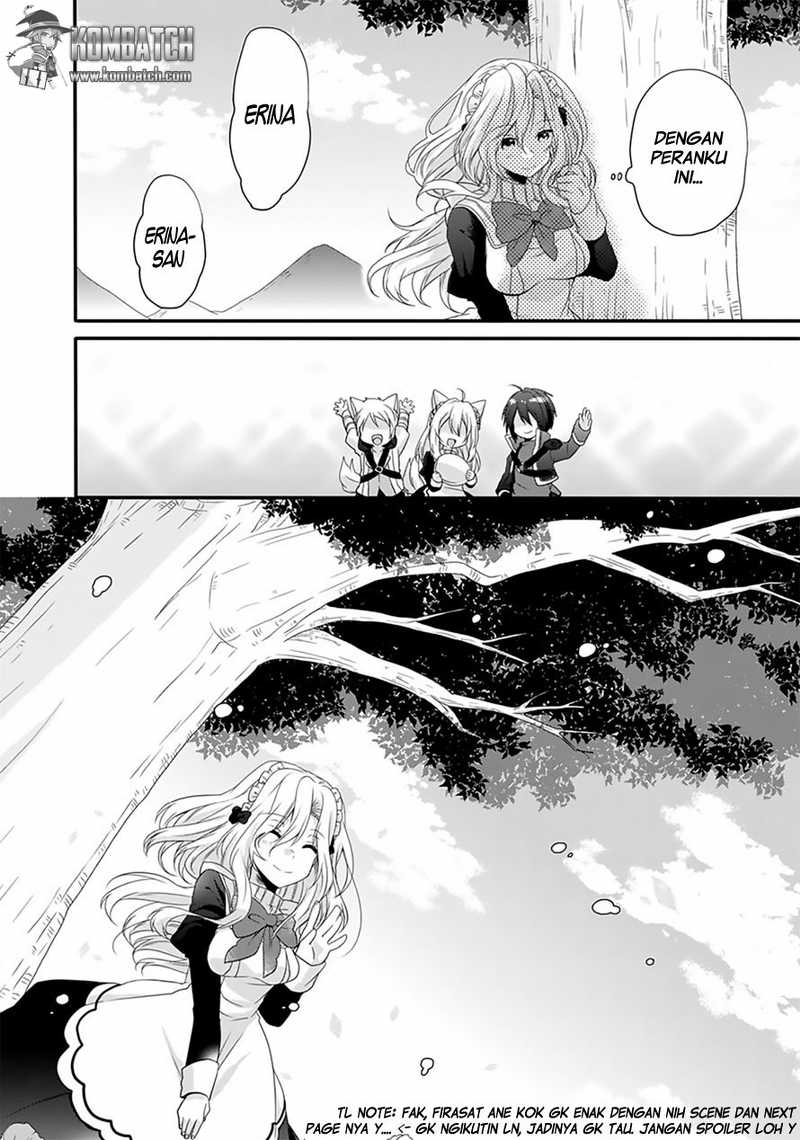 KOMBATCH
www.kombatch.com
DENGAN
PERANKU
INI...
ERINA
ERINA-
SAN
TL NOTE: FAK, FIRASAT ANE KOK GK ENAK DENGAN NIH SCENE DAN NEXT
PAGE NYA Y.... <- GK NGIKUTIN LN, JADINYA GK TALL JANGAN SPOILER LOH Y